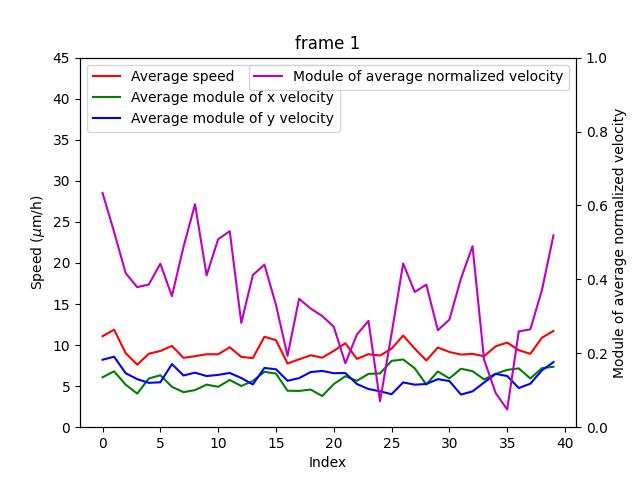 frame 1
Average speed
Average module of x velocity
Average module of y velocity
Module of average normalized velocity
45
40
35
30
25
20
15
10
5
0
Speed (μm/h)
1.0
0.8
0.6
0.4
0.2
0.0
Module of average normalized velocity
0 5 10 15 20 25 30 35 40
Index